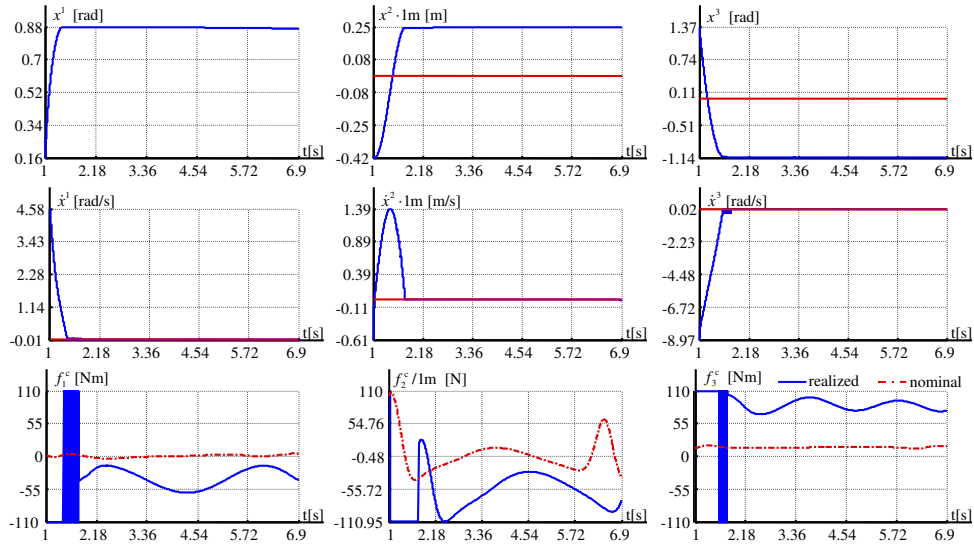 x¹ [rad]
0.88
0.7
0.52
0.34
0.16
1 2.18 3.36 4.54 5.72 6.9
t[s]
x² · 1m [m]
0.25
0.08
-0.08
-0.25
-0.42
1 2.18 3.36 4.54 5.72 6.9
t[s]
x³ [rad]
1.37
0.74
0.11
-0.51
-1.14
1 2.18 3.36 4.54 5.72 6.9
t[s]
ẋ¹ [rad/s]
4.58
3.43
2.28
1.14
-0.01
1 2.18 3.36 4.54 5.72 6.9
t[s]
ẋ² · 1m [m/s]
1.39
0.89
0.39
-0.11
-0.61
1 2.18 3.36 4.54 5.72 6.9
t[s]
ẋ³ [rad/s]
0.02
-2.23
-4.48
-6.72
-8.97
1 2.18 3.36 4.54 5.72 6.9
t[s]
f₁ᶜ [Nm]
110
55
0
-55
-110
1 2.18 3.36 4.54 5.72 6.9
t[s]
f₂ᶜ /1m [N]
110
54.76
-0.48
-55.72
-110.95
1 2.18 3.36 4.54 5.72 6.9
t[s]
f₃ᶜ [Nm]
realized nominal
110
55
0
-55
-110
1 2.18 3.36 4.54 5.72 6.9
t[s]